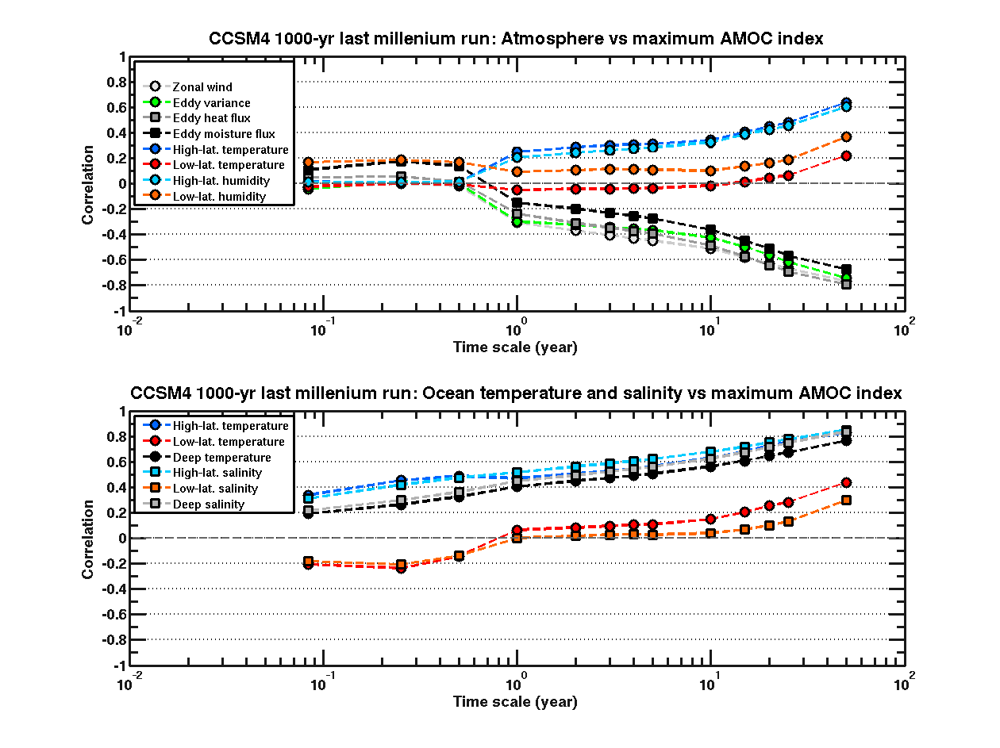 CCSM4 1000-yr last millenium run: Atmosphere vs maximum AMOC index
1
0.8
0.6
0.4
0.2
0
-0.2
-0.4
-0.6
-0.8
-1
Correlation
Zonal wind
Eddy variance
Eddy heat flux
Eddy moisture flux
High-lat. temperature
Low-lat. temperature
High-lat. humidity
Low-lat. humidity
10^-2 10^-1 10^0 10^1 10^2
Time scale (year)
CCSM4 1000-yr last millenium run: Ocean temperature and salinity vs maximum AMOC index
1
0.8
0.6
0.4
0.2
0
-0.2
-0.4
-0.6
-0.8
-1
Correlation
High-lat. temperature
Low-lat. temperature
Deep temperature
High-lat. salinity
Low-lat. salinity
Deep salinity
10^-2 10^-1 10^0 10^1 10^2
Time scale (year)